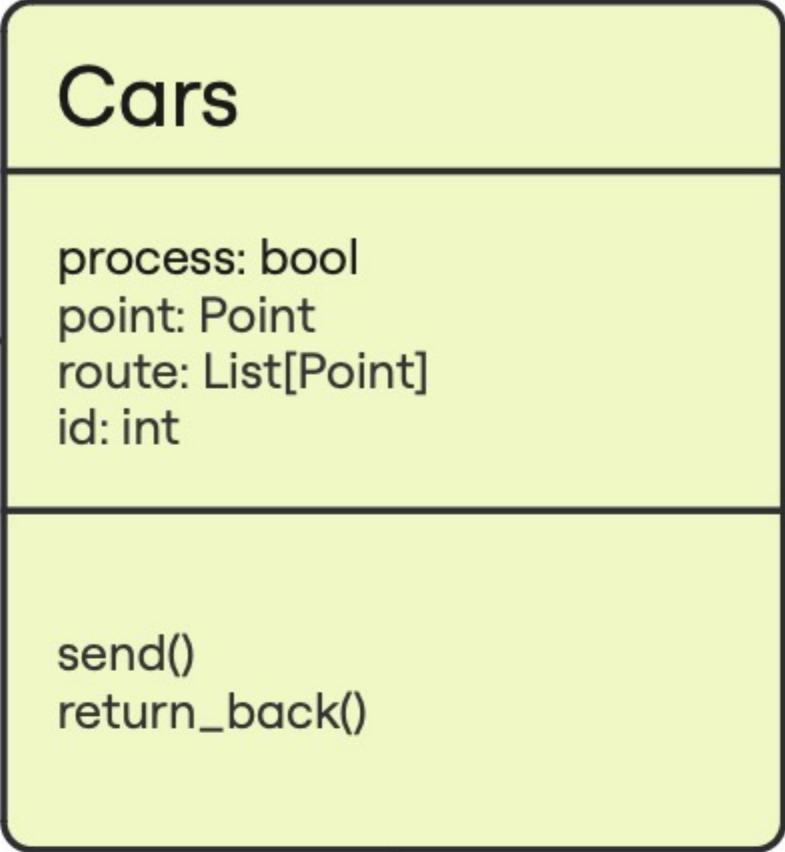 Cars
process: bool
point: Point
route: List[Point]
id: int
send()
return_back()